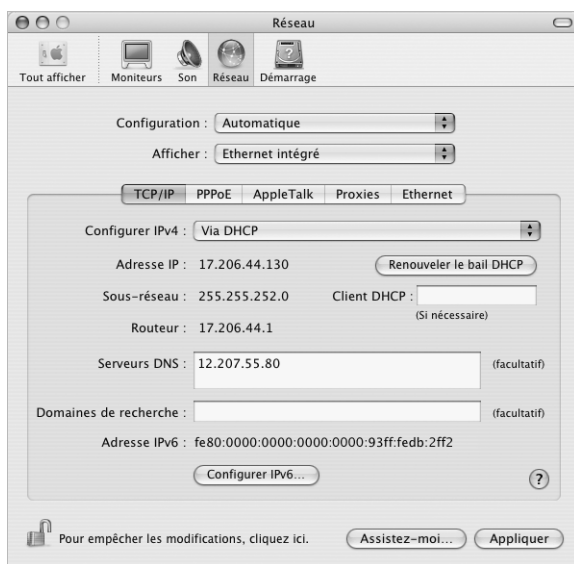 Réseau
Tout afficher Moniteurs Son Réseau Démarrage
Configuration : Automatique
Afficher : Ethernet intégré
TCP/IP PPPoE AppleTalk Proxies Ethernet
Configurer IPv4 : Via DHCP
Adresse IP : 17.206.44.130 Renouveler le bail DHCP
Sous-réseau : 255.255.252.0 Client DHCP :
(Si nécessaire)
Routeur : 17.206.44.1
Serveurs DNS : 12.207.55.80 (facultatif)
Domaines de recherche : (facultatif)
Adresse IPv6 : fe80:0000:0000:0000:0000:93ff:fedb:2ff2
Configurer IPv6... ?
Pour empêcher les modifications, cliquez ici. Assistez-moi... Appliquer